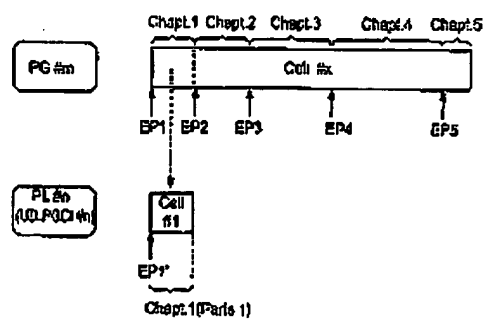 Chapt.1 Chapt.2 Chapt.3 Chapt.4 Chapt.5
PG #m
Cell #x
EP1 EP2 EP3 EP4 EP5
PL #n
(UD_PGCI #n)
Cell
#1
EP1'
Chapt.1(Paris 1)